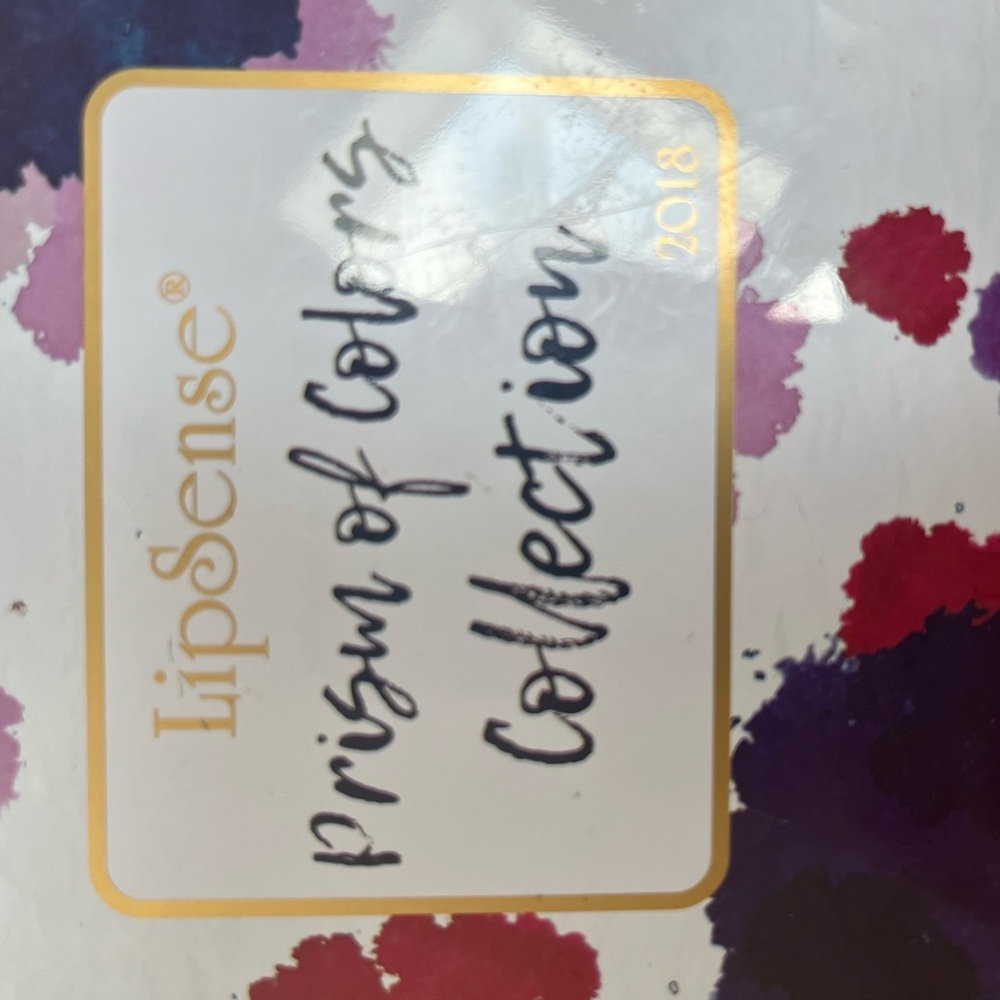 LipSense®
prism of Colors
Collection
2018